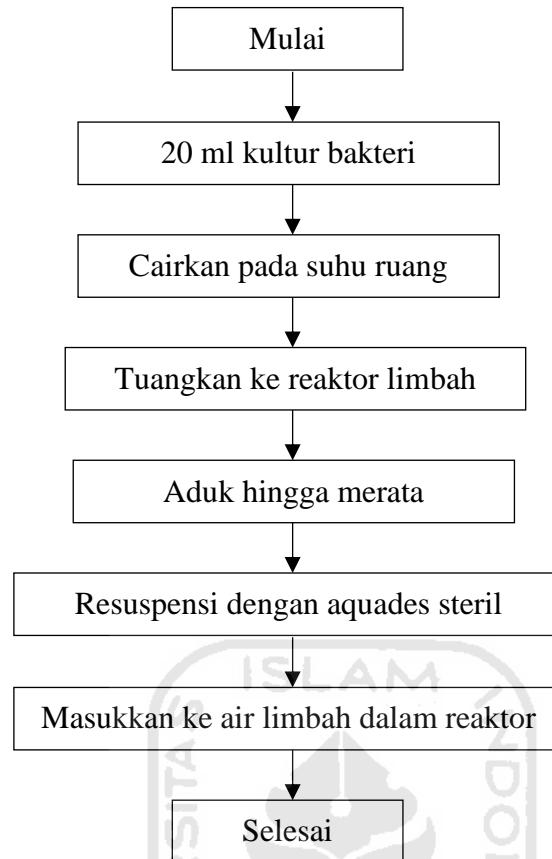 Mulai
20 ml kultur bakteri
Cairkan pada suhu ruang
Tuangkan ke reaktor limbah
Aduk hingga merata
Resuspensi dengan aquades steril
ISLAM
Masukkan ke air limbah dalam reaktor
Selesai